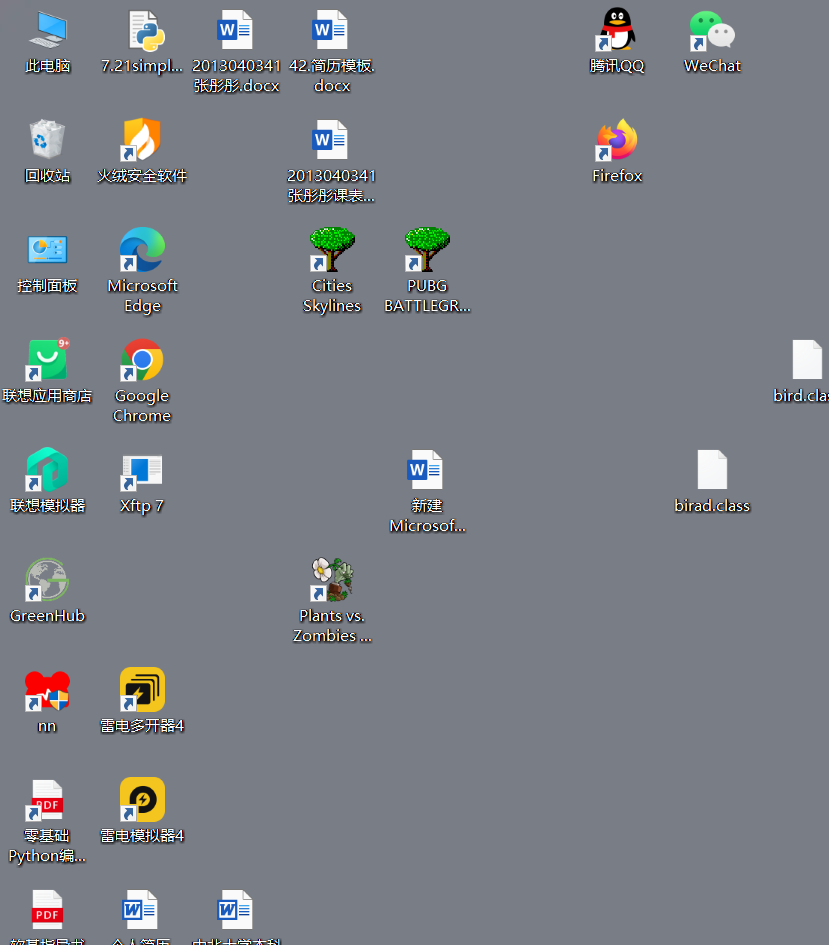 此电脑
7.21simpl...
2013040341
张彤彤.docx
42.简历模板.
docx
腾讯QQ
WeChat
回收站
火绒安全软件
2013040341
张彤彤课表...
Firefox
控制面板
Microsoft
Edge
Cities
Skylines
PUBG
BATTLEGR...
9+
联想应用商店
Google
Chrome
bird.clas
联想模拟器
Xftp 7
新建
Microsof...
birad.class
GreenHub
Plants vs.
Zombies ...
nn
雷电多开器4
PDF
零基础
Python编...
雷电模拟器4
PDF
个人简历